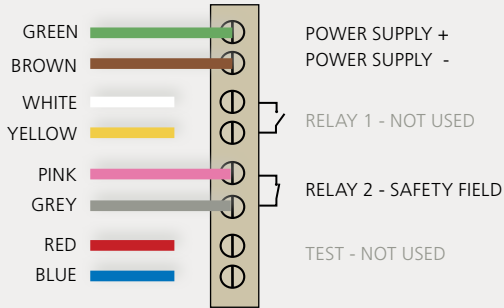 GREEN
POWER SUPPLY +
BROWN
POWER SUPPLY -
WHITE
YELLOW
RELAY 1 - NOT USED
PINK
GREY
RELAY 2 - SAFETY FIELD
RED
BLUE
TEST - NOT USED